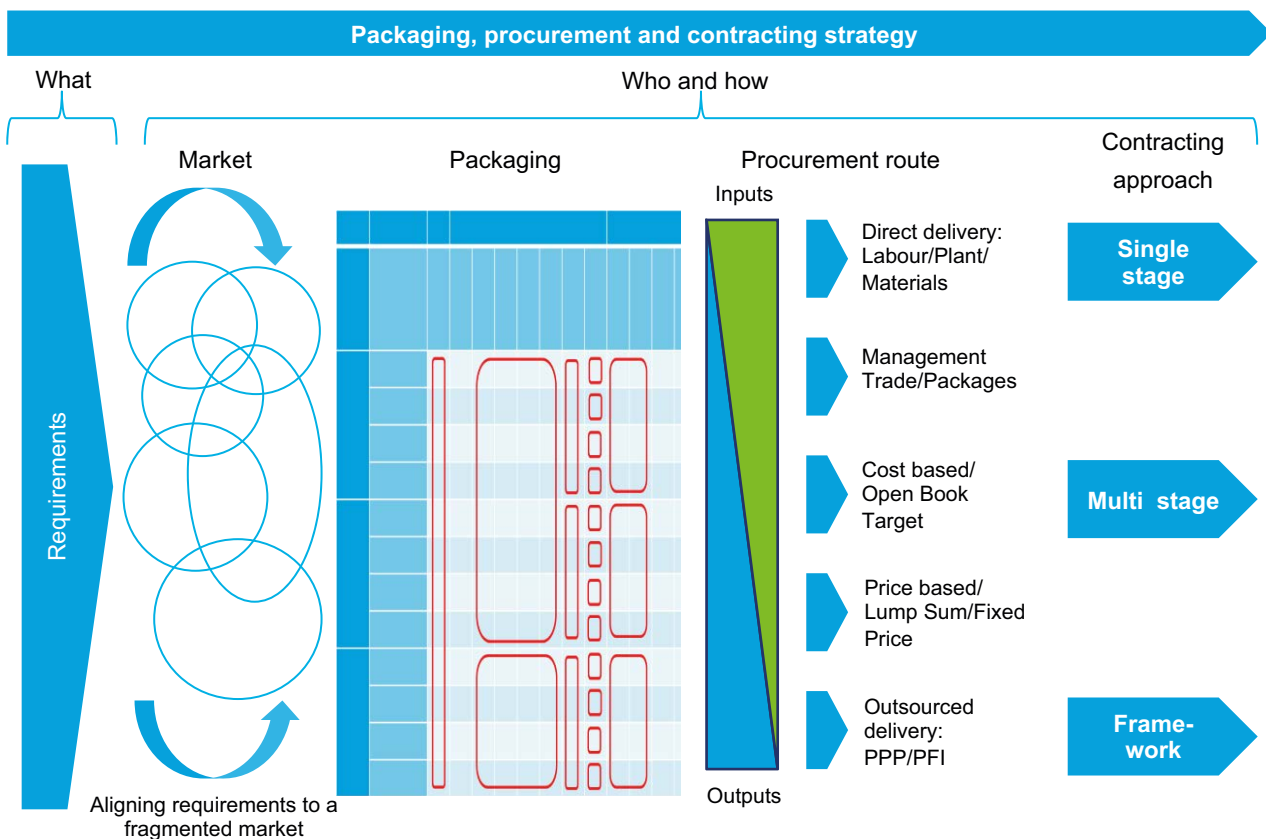 Packaging, procurement and contracting strategy
What
Who and how
Market
Packaging
Procurement route
Contracting
approach
Requirements
Inputs
Direct delivery:
Labour/Plant/
Materials
Single
stage
Management
Trade/Packages
Cost based/
Open Book
Target
Multi stage
Price based/
Lump Sum/Fixed
Price
Outsourced
delivery:
PPP/PFI
Frame-
work
Outputs
Aligning requirements to a
fragmented market